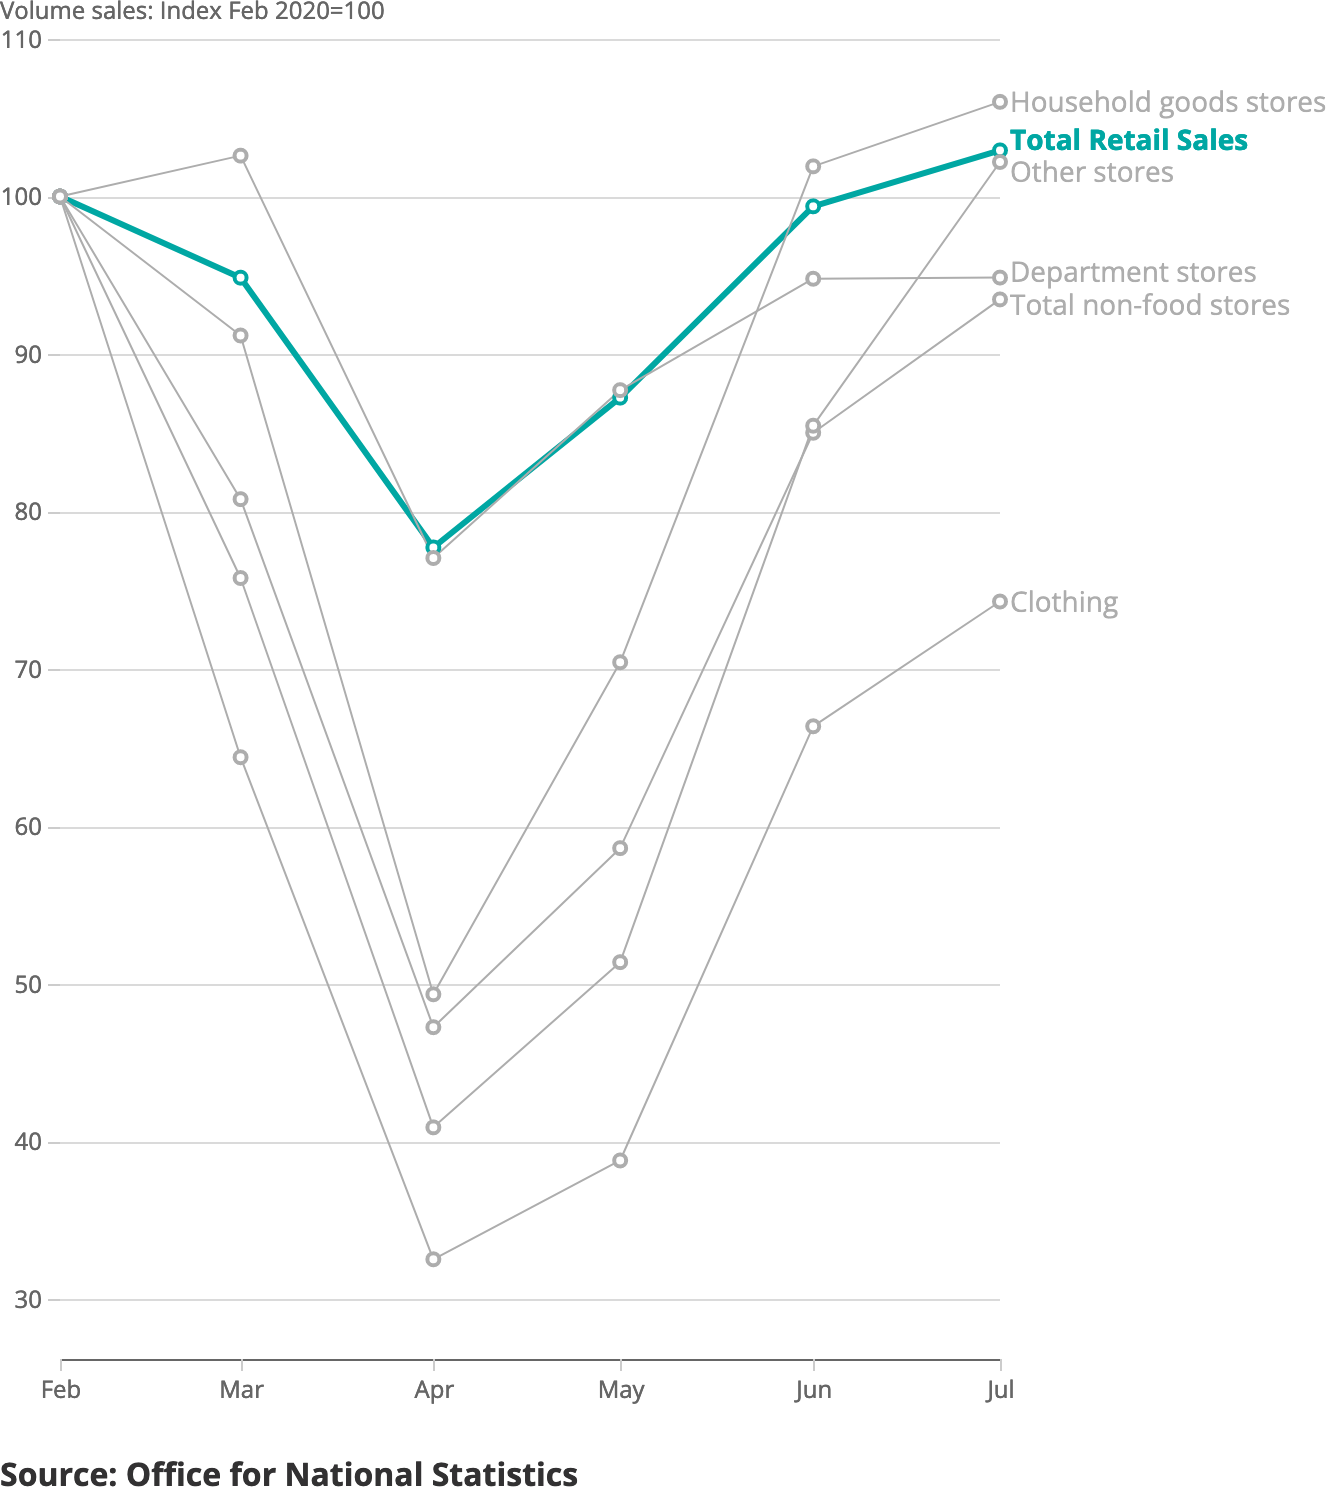 Volume sales: Index Feb 2020=100
110
Household goods stores
Total Retail Sales
Other stores
100
Department stores
Total non-food stores
90
80
Clothing
70
60
50
40
30
Feb Mar Apr May Jun Jul
Source: Office for National Statistics